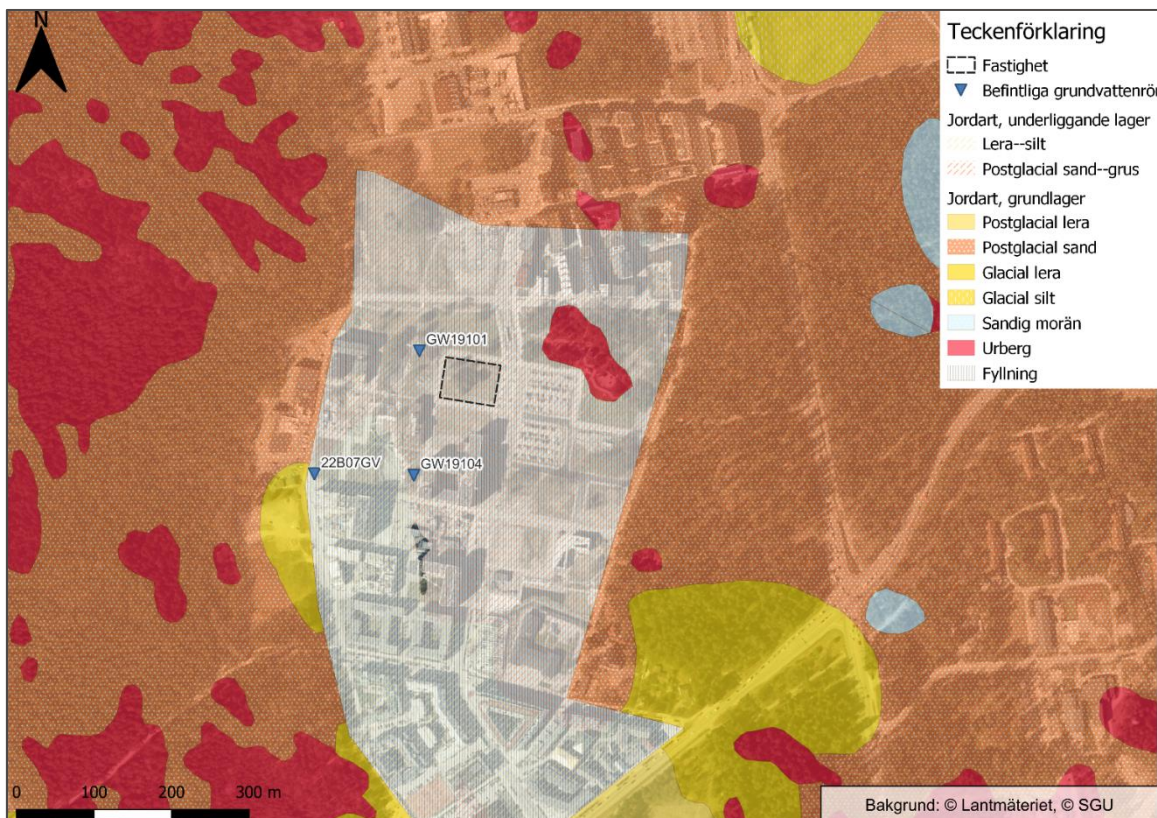 N
Teckenförklaring
Fastighet
Befintliga grundvattenrör
Jordart, underliggande lager
Lera--silt
Postglacial sand--grus
Jordart, grundlager
Postglacial lera
Postglacial sand
Glacial lera
Glacial silt
Sandig morän
Urberg
Fyllning
GW19101
22B07GV
GW19104
0 100 200 300 m
Bakgrund: © Lantmäteriet, © SGU